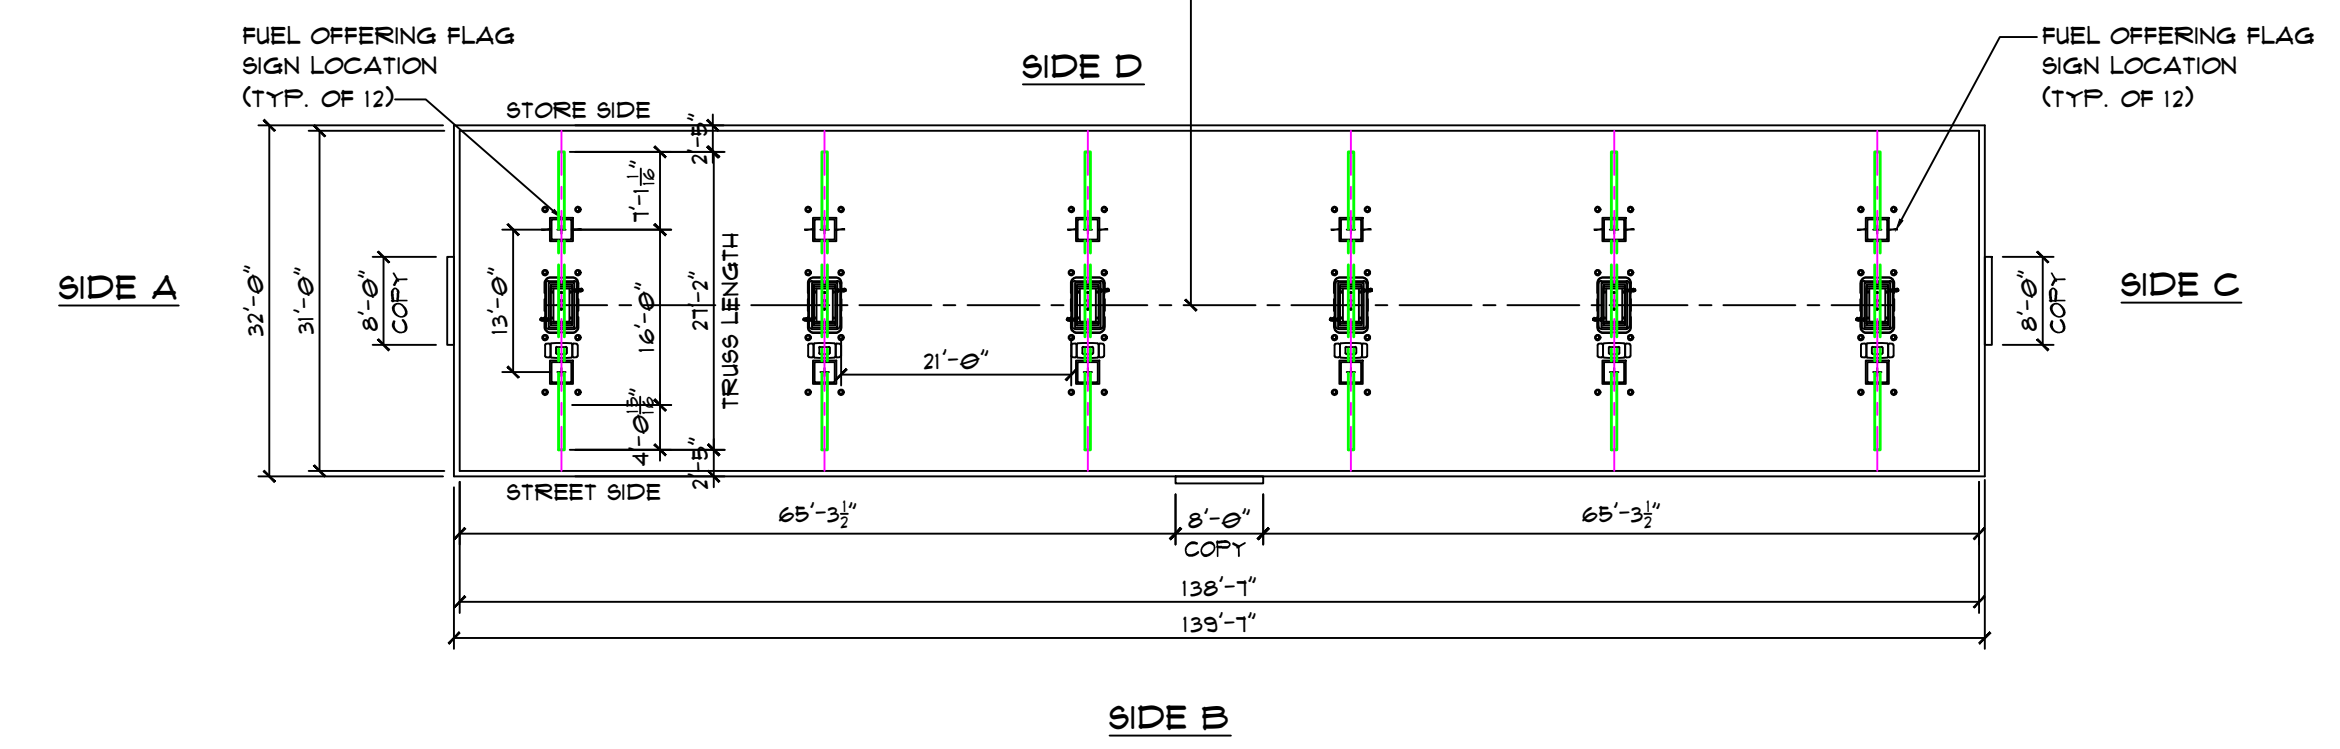 FUEL OFFERING FLAG
SIGN LOCATION
(TYP. OF 12)
SIDE D
FUEL OFFERING FLAG
SIGN LOCATION
(TYP. OF 12)
STORE SIDE
2'-5"
7'-1 1/16"
SIDE A
32'-0"
31'-0"
8'-0"
COPY
13'-0"
16'-0"
27'-2"
TRUSS LENGTH
21'-0"
8'-0"
COPY
SIDE C
4'-0 15/16"
2'-5"
STREET SIDE
65'-3 1/2"
8'-0"
COPY
65'-3 1/2"
138'-7"
139'-7"
SIDE B